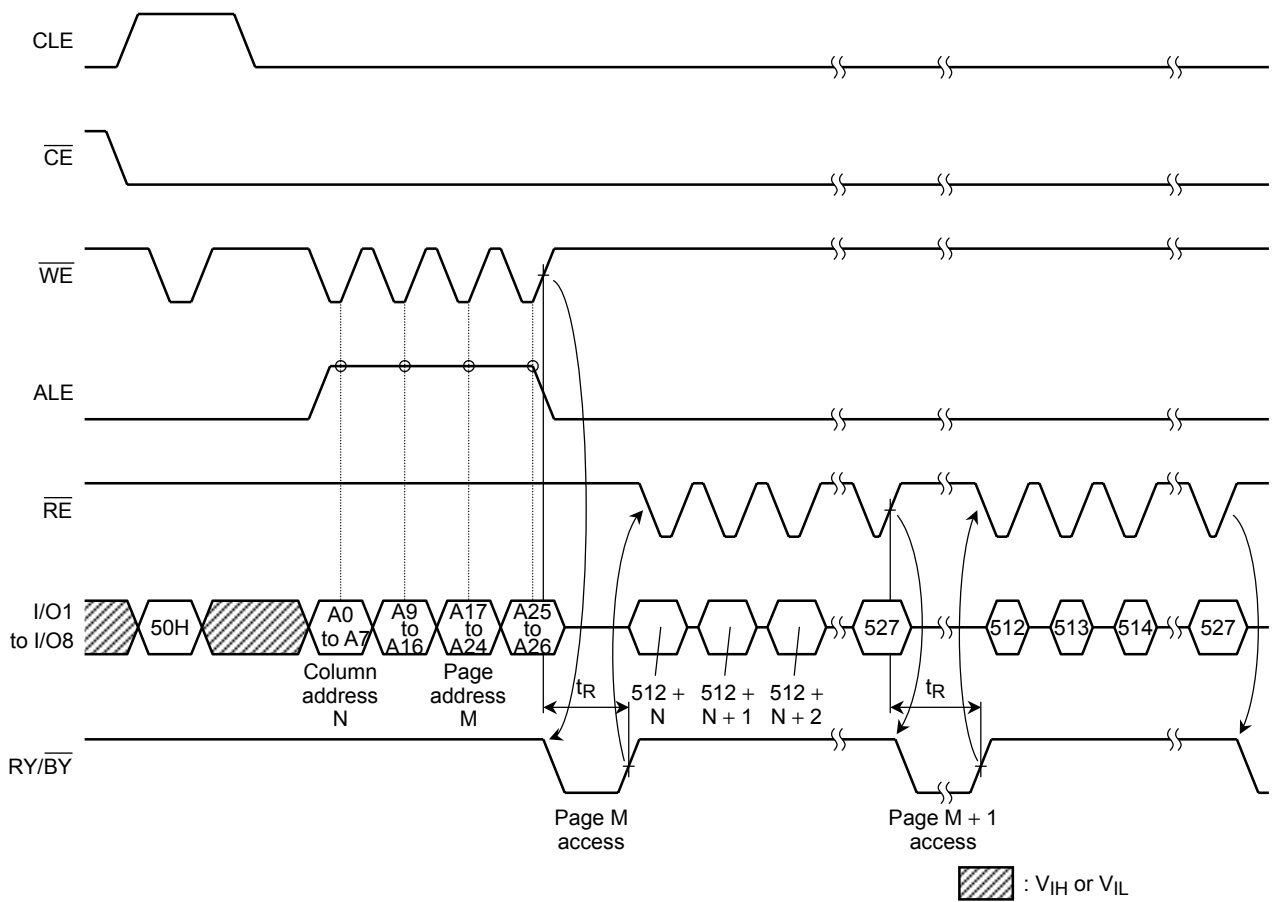 CLE
CE
WE
ALE
RE
I/O1
to I/O8
50H
A0
to A7
A9
to
A16
A17
to
A24
A25
to
A26
527
512
513
514
527
Column
address
N
Page
address
M
tR
512 +
N
512 +
N + 1
512 +
N + 2
tR
RY/BY
Page M
access
Page M + 1
access
: VIH or VIL